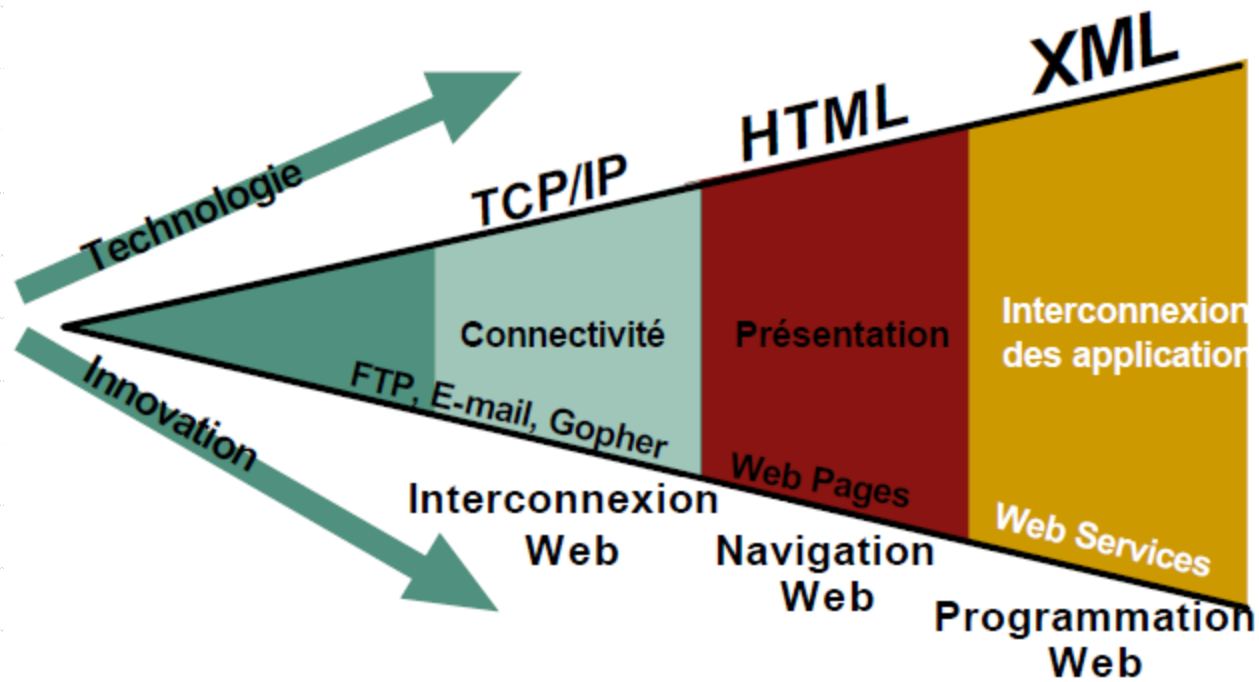 XML
HTML
TCP/IP
Technologie
Connectivité
Présentation
Interconnexion
des application
Innovation
FTP, E-mail, Gopher
Web Pages
Web Services
Interconnexion
Web
Navigation
Web
Programmation
Web